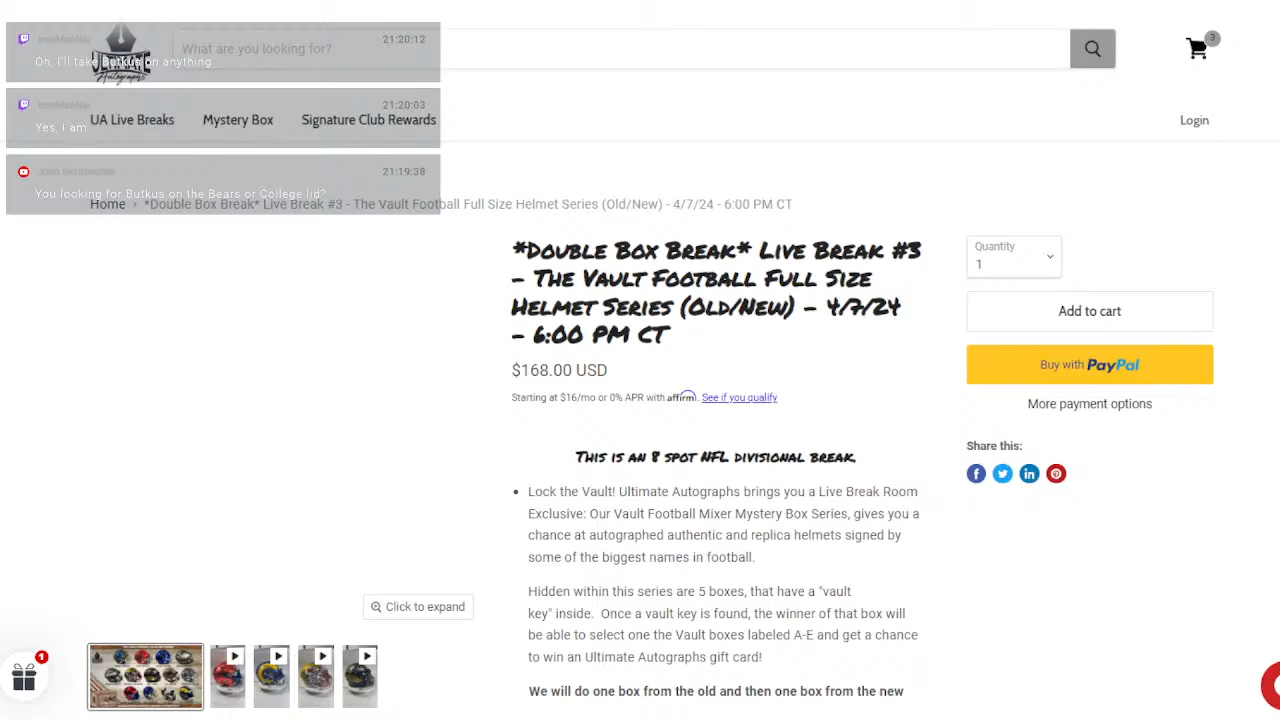 21:20:12
Oh, I'll take Butkus on anything
ULTIMATE
Autographs
What are you looking for?
3
21:20:03
Yes, I am
UA Live Breaks
Mystery Box
Signature Club Rewards
Login
21:19:38
You looking for Butkus on the Bears or College lid?
Home › *Double Box Break* Live Break #3 - The Vault Football Full Size Helmet Series (Old/New) - 4/7/24 - 6:00 PM CT
*Double Box Break* Live Break #3
– The Vault Football Full Size
Helmet Series (Old/New) – 4/7/24
– 6:00 PM CT
$168.00 USD
Starting at $16/mo or 0% APR with affirm. See if you qualify
Quantity
1
Add to cart
Buy with PayPal
More payment options
Share this:
This is an 8 spot NFL divisional break.
• Lock the Vault! Ultimate Autographs brings you a Live Break Room
Exclusive: Our Vault Football Mixer Mystery Box Series, gives you a
chance at autographed authentic and replica helmets signed by
some of the biggest names in football.
Hidden within this series are 5 boxes, that have a "vault
key" inside. Once a vault key is found, the winner of that box will
be able to select one the Vault boxes labeled A-E and get a chance
to win an Ultimate Autographs gift card!
We will do one box from the old and then one box from the new
Click to expand
1